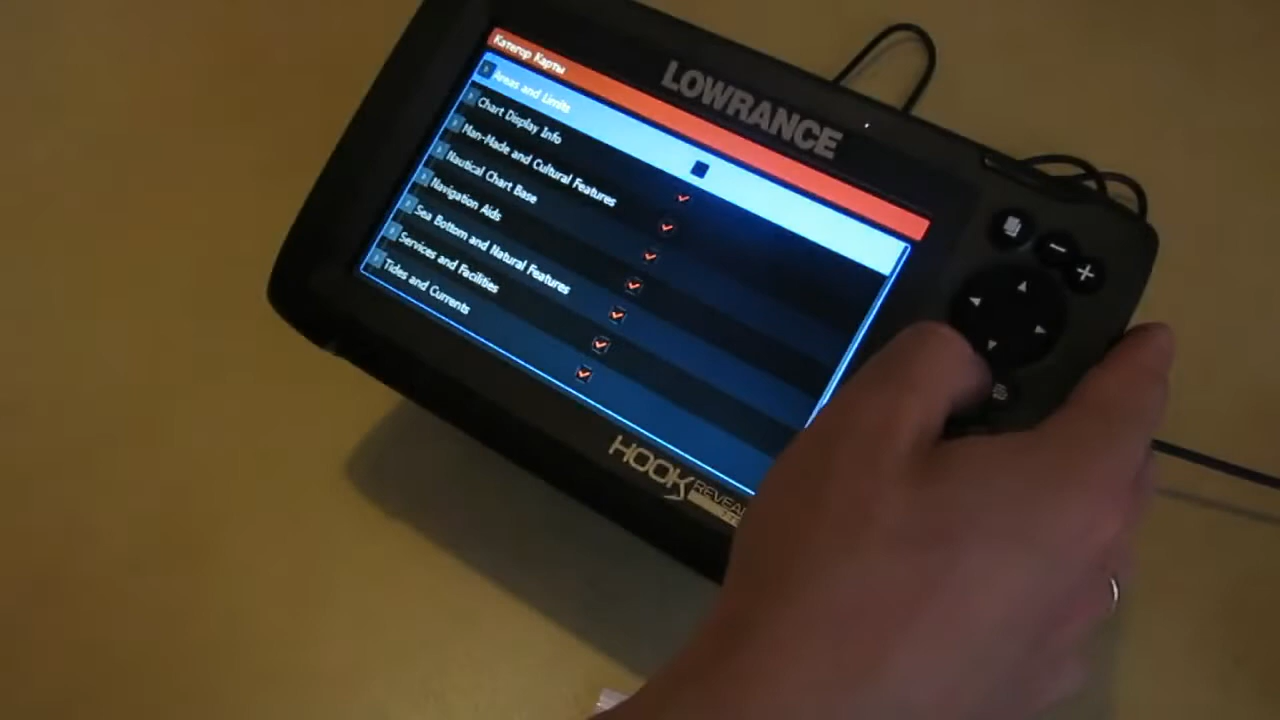 Категор Карты
LOWRANCE
Areas and Limits
Chart Display Info
Man-Made and Cultural Features
Nautical Chart Base
Navigation Aids
Sea Bottom and Natural Features
Services and Facilities
Tides and Currents
HOOK